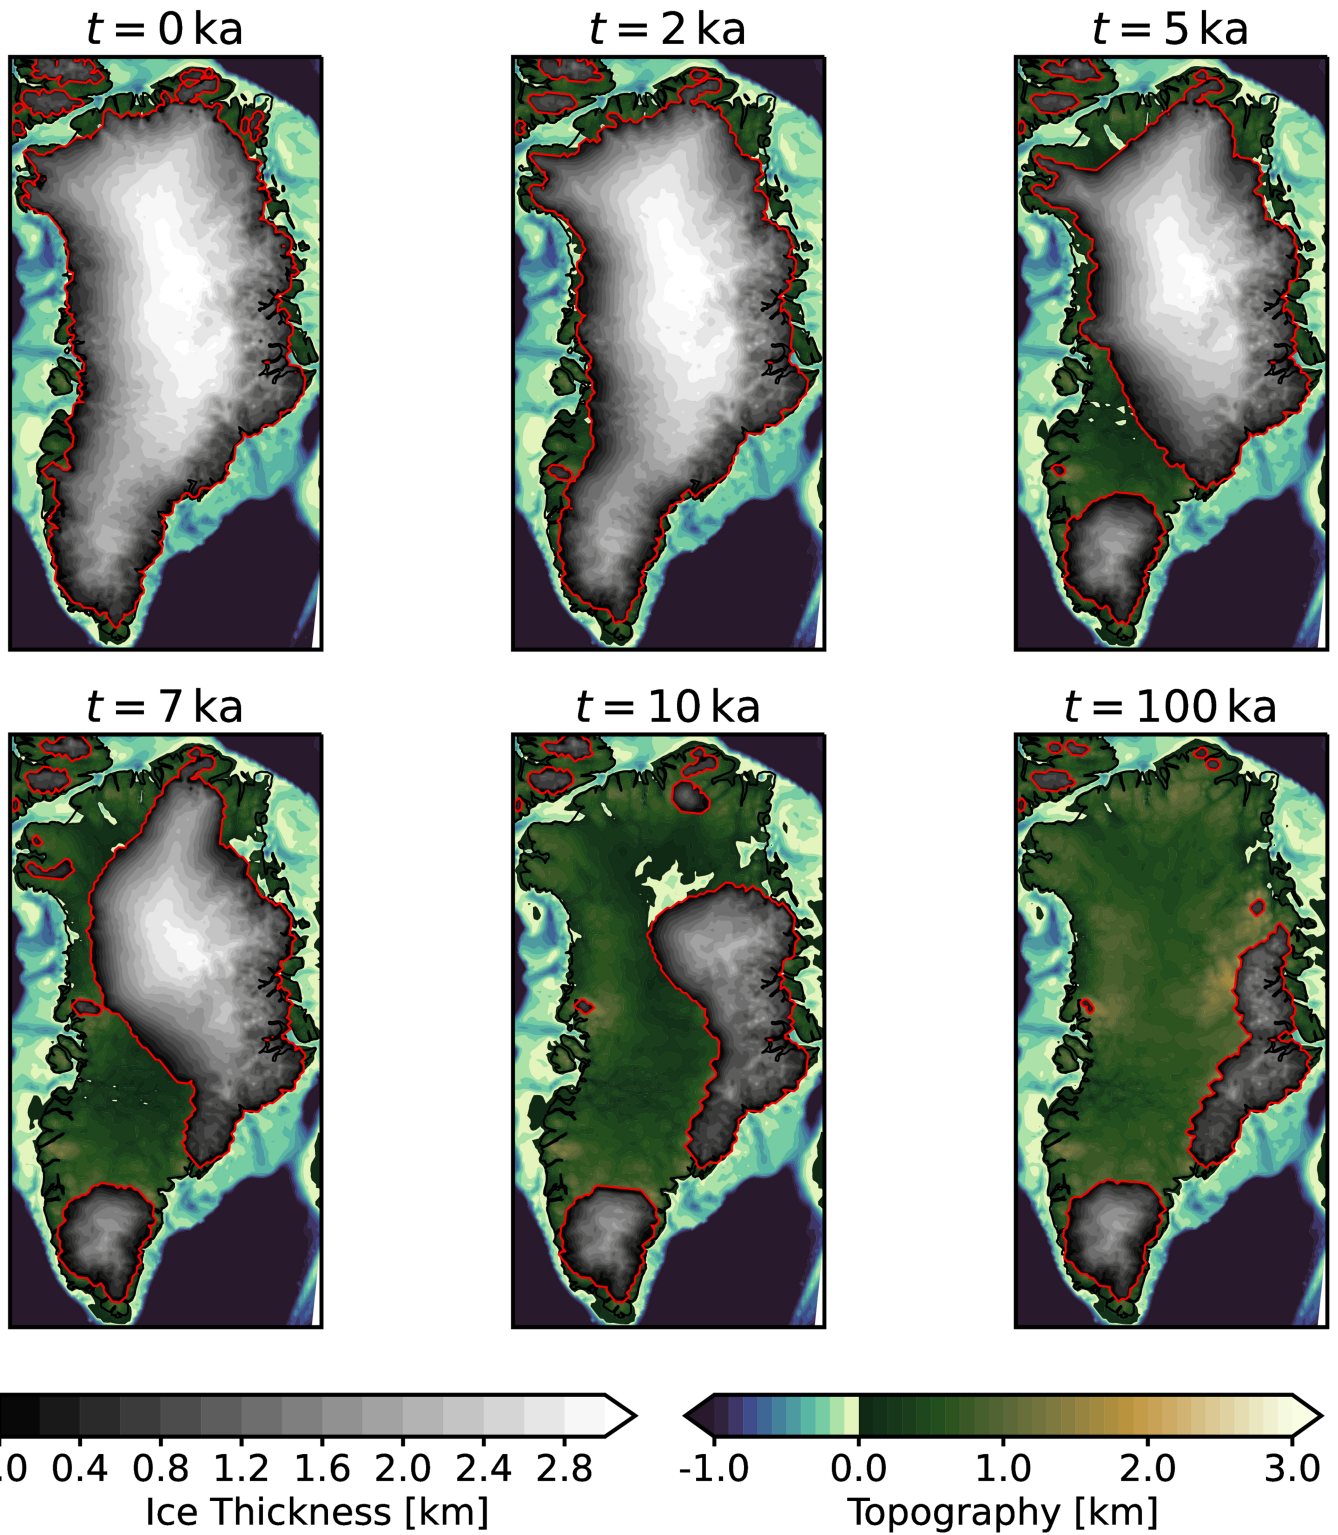 t = 0 ka
t = 2 ka
t = 5 ka
t = 7 ka
t = 10 ka
t = 100 ka
.0 0.4 0.8 1.2 1.6 2.0 2.4 2.8
Ice Thickness [km]
-1.0 0.0 1.0 2.0 3.0
Topography [km]